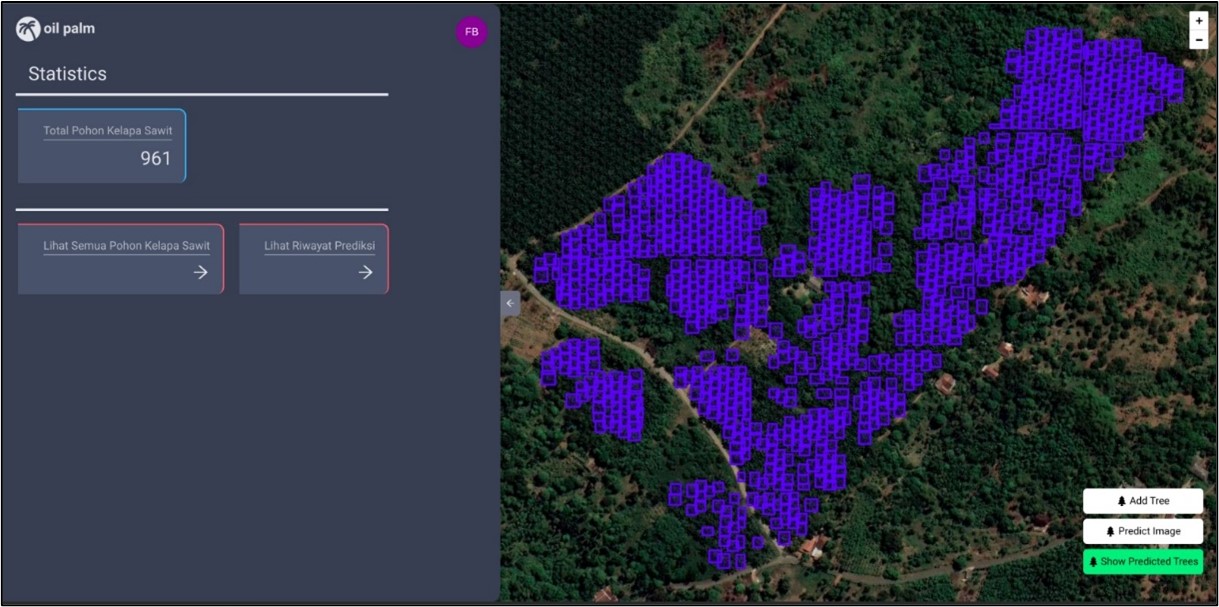 oil palm
FB
Statistics
Total Pohon Kelapa Sawit
961
Lihat Semua Pohon Kelapa Sawit
Lihat Riwayat Prediksi
+
-
Add Tree
Predict Image
Show Predicted Trees